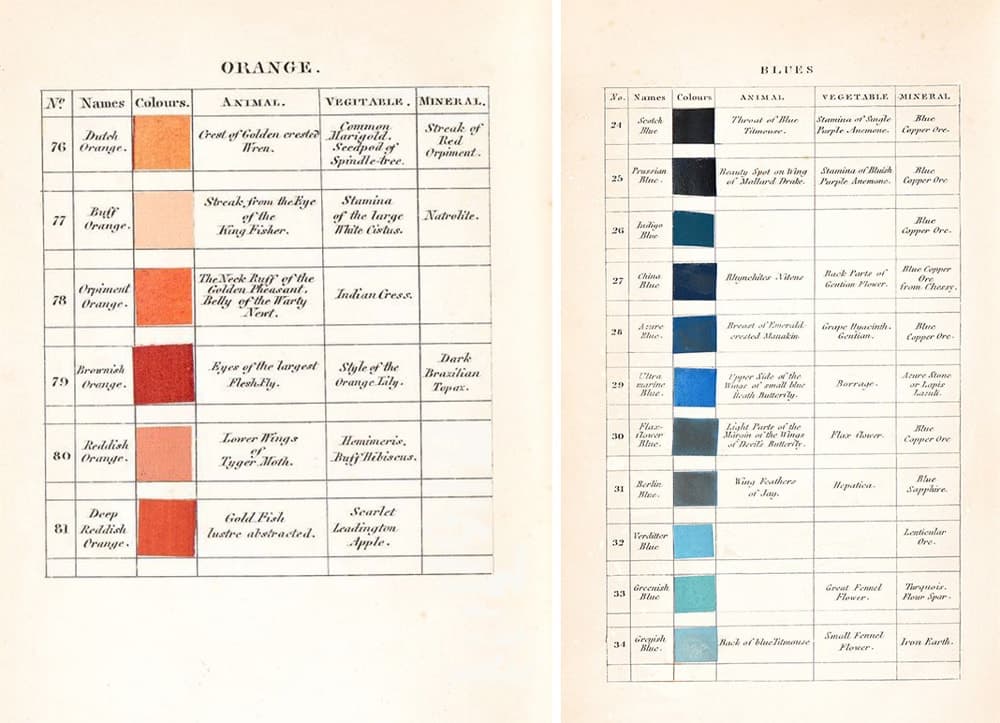 ORANGE.
Nº
Names
Colours.
ANIMAL.
VEGITABLE.
MINERAL.
76
Dutch
Orange.
Crest of Golden crested
Wren.
Common
Marigold.
Seedpod of
Spindle-tree.
Streak of
Red
Orpiment.
77
Buff
Orange.
Streak from the Eye
of the
King Fisher.
Stamina
of the large
White Cistus.
Natrolite.
78
Orpiment
Orange.
The Neck Ruff of the
Golden Pheasant.
Belly of the Warty
Newt.
Indian Cress.
79
Brownish
Orange.
Eyes of the largest
Flesh Fly.
Style of the
Orange Lily.
Dark
Brazilian
Topax.
80
Reddish
Orange.
Lower Wings
of
Tyger Moth.
Hemimeris.
Buff Hibiscus.
81
Deep
Reddish
Orange.
Gold Fish
lustre abstracted.
Scarlet
Leadington
Apple.
BLUES
No.
Names
Colours
ANIMAL
VEGETABLE
MINERAL
24
Scotch
Blue
Throat of Blue
Titmouse.
Stamina of Single
Purple Anemone.
Blue
Copper Ore.
25
Prussian
Blue.
Beauty Spot on Wing
of Mallard Drake.
Stamina of Bluish
Purple Anemone.
Blue
Copper Ore
26
Indigo
Blue
Blue
Copper Ore.
27
China
Blue
Rhynchites Nitens
Back Parts of
Gentian Flower.
Blue Copper
Ore
from Chessy.
28
Azure
Blue.
Breast of Emerald-
crested Manakin
Grape Hyacinth.
Gentian.
Blue
Copper Ore.
29
Ultra
marine
Blue.
Upper Side of the
Wings of small blue
Heath Butterfly.
Borrage.
Azure Stone
or Lapis
Lazuli.
30
Flax-
flower
Blue.
Light Parts of the
Margin of the Wings
of Devil's Butterfly.
Flax flower.
Blue
Copper Ore
31
Berlin
Blue.
Wing Feathers
of Jay.
Hepatica.
Blue
Sapphire.
32
Verditter
Blue
Lenticular
Ore.
33
Greenish
Blue
Great Fennel
Flower.
Turquois.
Flour Spar.
34
Greyish
Blue.
Back of blue Titmouse
Small Fennel
Flower.
Iron Earth.